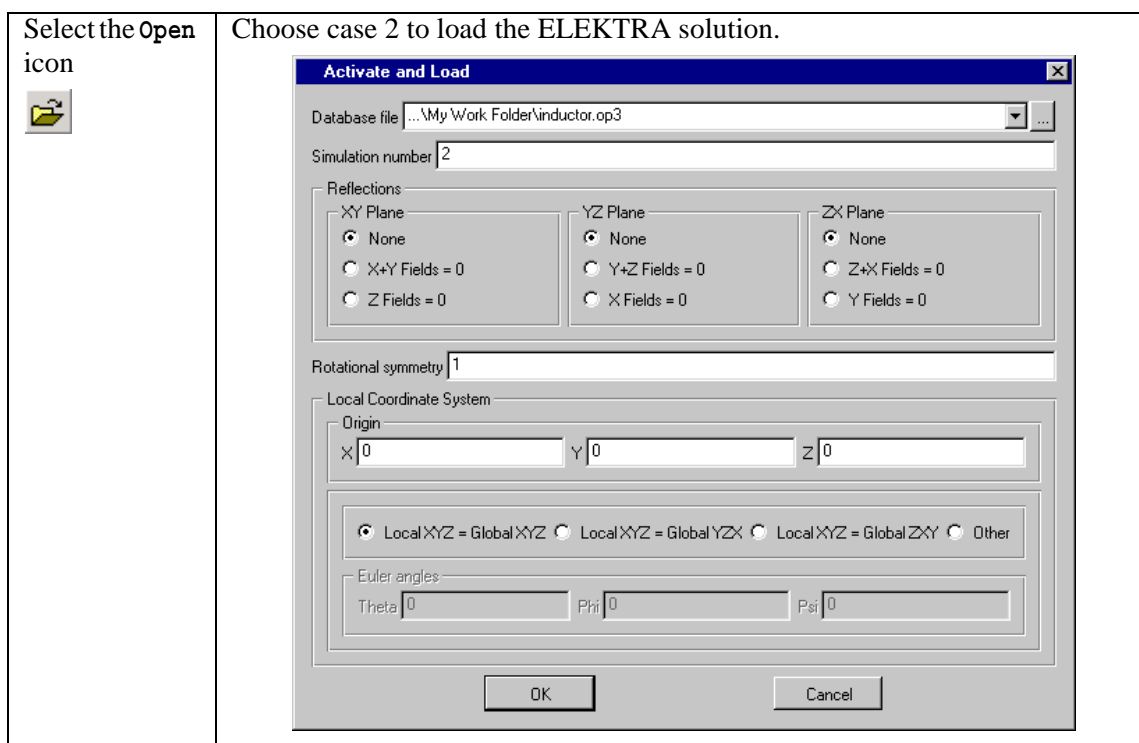 Select the Open
icon
Choose case 2 to load the ELEKTRA solution.
Activate and Load
Database file ...\My Work Folder\inductor.op3 ...
Simulation number 2
Reflections
XY Plane YZ Plane ZX Plane
None None None
X+Y Fields = 0 Y+Z Fields = 0 Z+X Fields = 0
Z Fields = 0 X Fields = 0 Y Fields = 0
Rotational symmetry 1
Local Coordinate System
Origin
X 0 Y 0 Z 0
Local XYZ = Global XYZ Local XYZ = Global YZX Local XYZ = Global ZXY Other
Euler angles
Theta 0 Phi 0 Psi 0
OK Cancel